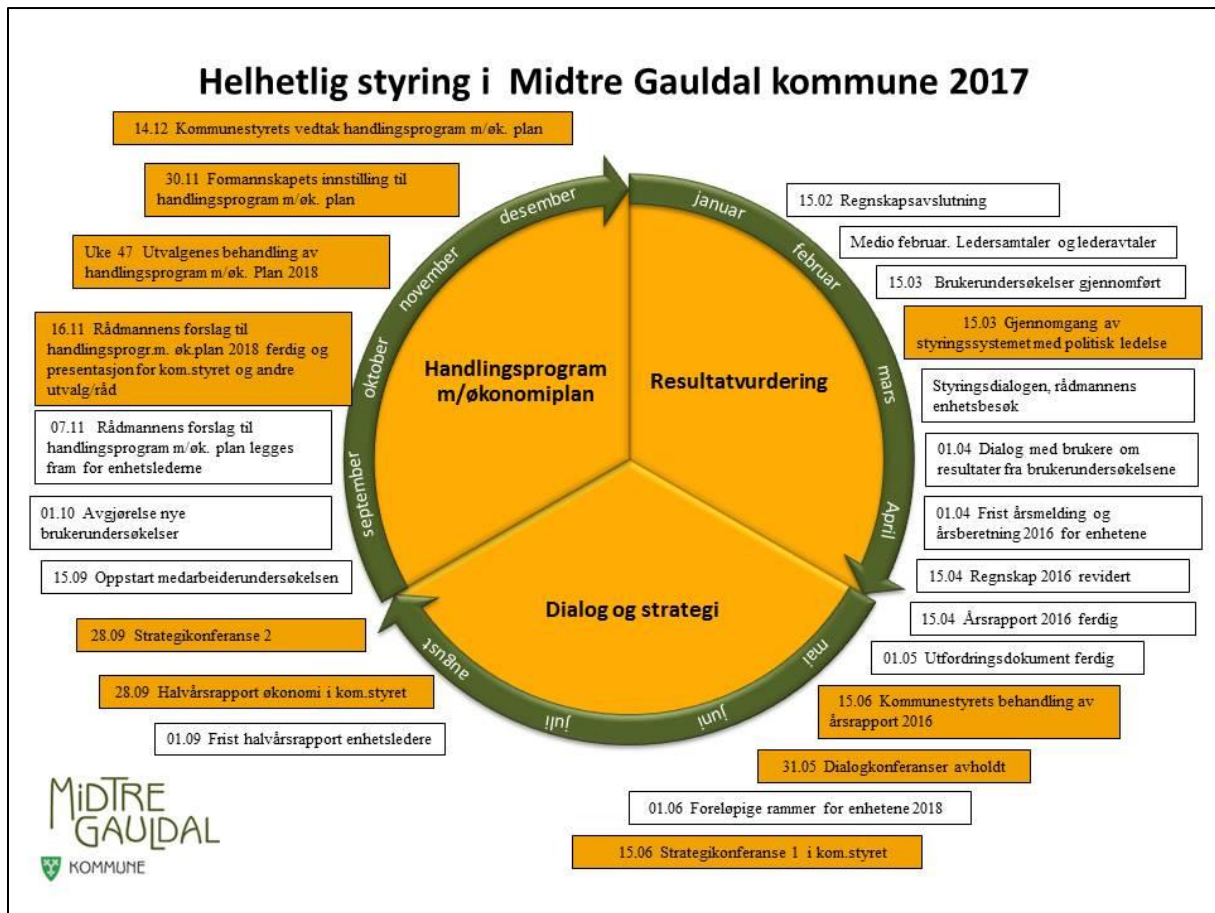 Helhetlig styring i Midtre Gauldal kommune 2017
14.12 Kommunestyrets vedtak handlingsprogram m/øk. plan
30.11 Formannskapets innstilling til
handlingsprogram m/øk. plan
Uke 47 Utvalgenes behandling av
handlingsprogram m/øk. Plan 2018
16.11 Rådmannens forslag til
handlingsprogr.m. øk.plan 2018 ferdig og
presentasjon for kom.styret og andre
utvalg/råd
07.11 Rådmannens forslag til
handlingsprogram m/øk. plan legges
fram for enhetslederne
01.10 Avgjørelse nye
brukerundersøkelser
15.09 Oppstart medarbeiderundersøkelsen
28.09 Strategikonferanse 2
28.09 Halvårsrapport økonomi i kom.styret
01.09 Frist halvårsrapport enhetsledere
januar
februar
mars
April
mai
juni
juli
august
september
oktober
november
desember
Handlingsprogram
m/økonomiplan
Resultatvurdering
Dialog og strategi
15.02 Regnskapsavslutning
Medio februar. Ledersamtaler og lederavtaler
15.03 Brukerundersøkelser gjennomført
15.03 Gjennomgang av
styringssystemet med politisk ledelse
Styringsdialogen, rådmannens
enhetsbesøk
01.04 Dialog med brukere om
resultater fra brukerundersøkelsene
01.04 Frist årsmelding og
årsberetning 2016 for enhetene
15.04 Regnskap 2016 revidert
15.04 Årsrapport 2016 ferdig
01.05 Utfordringsdokument ferdig
15.06 Kommunestyrets behandling av
årsrapport 2016
31.05 Dialogkonferanser avholdt
01.06 Foreløpige rammer for enhetene 2018
15.06 Strategikonferanse 1 i kom.styret
MiDTRE
GAULDAL
KOMMUNE